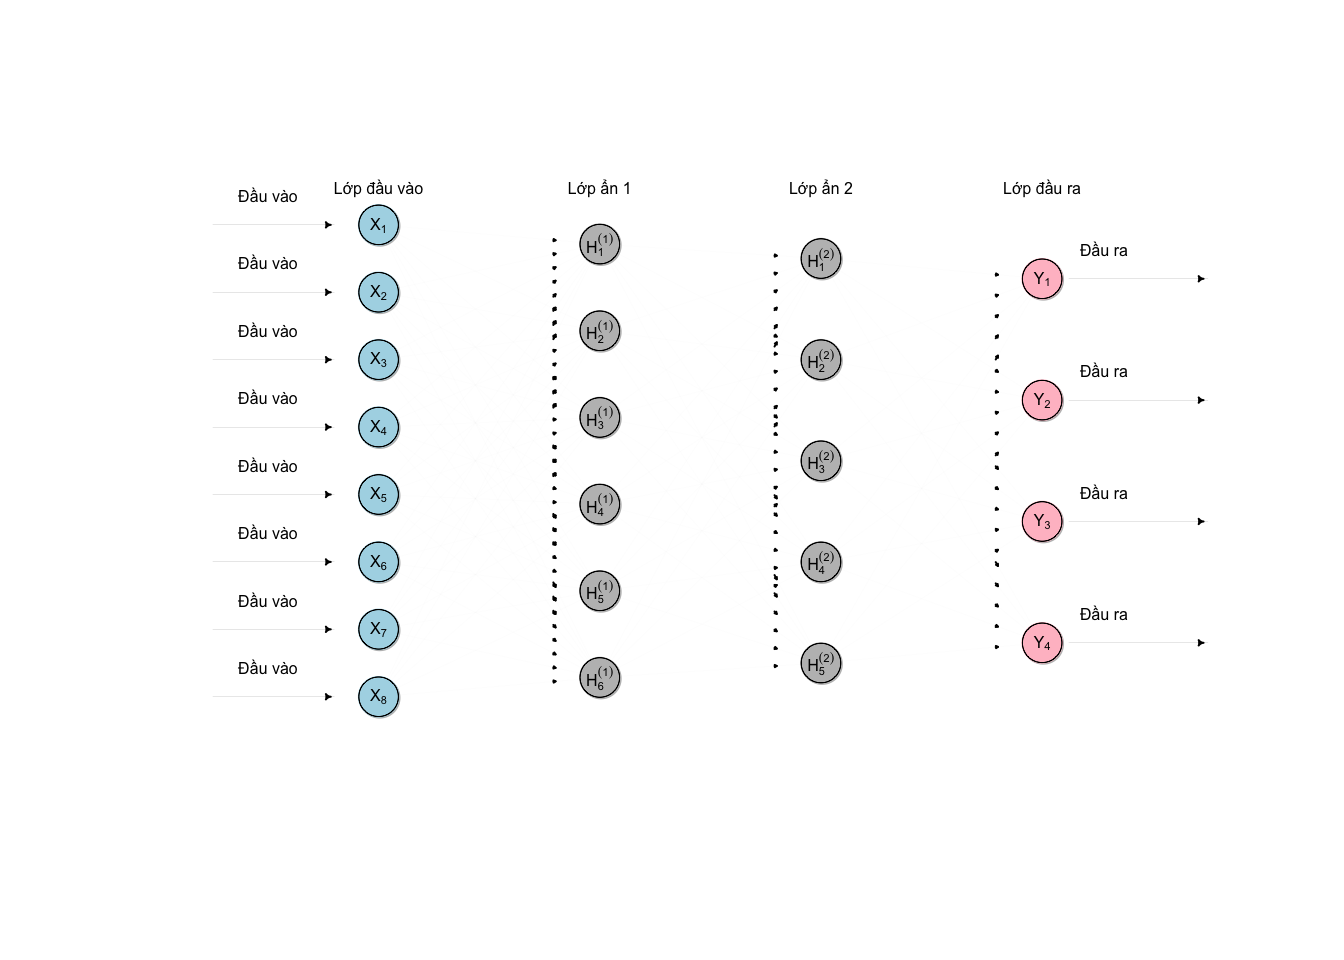 Lớp đầu vào
Lớp ẩn 1
Lớp ẩn 2
Lớp đầu ra
Đầu vào
X1
Đầu vào
X2
Đầu vào
X3
Đầu vào
X4
Đầu vào
X5
Đầu vào
X6
Đầu vào
X7
Đầu vào
X8
H1(1)
H2(1)
H3(1)
H4(1)
H5(1)
H6(1)
H1(2)
H2(2)
H3(2)
H4(2)
H5(2)
Y1
Đầu ra
Y2
Đầu ra
Y3
Đầu ra
Y4
Đầu ra